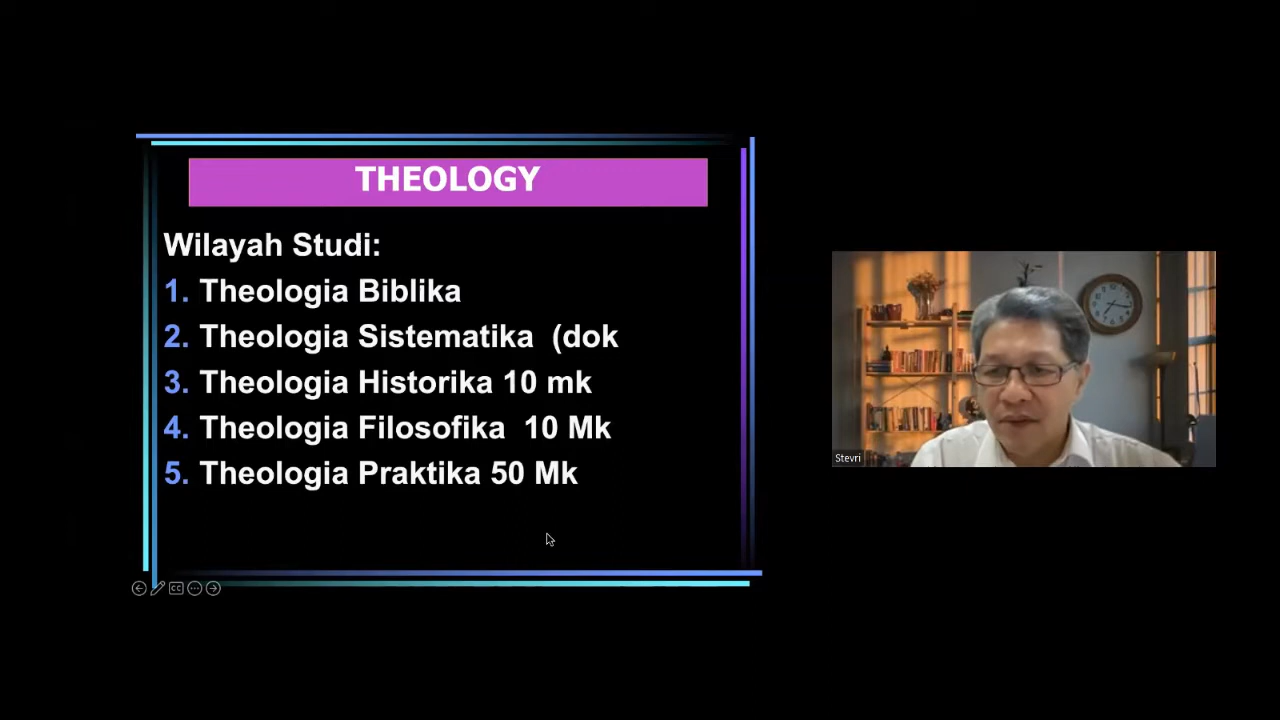 THEOLOGY
Wilayah Studi:
1. Theologia Biblika
2. Theologia Sistematika (dok
3. Theologia Historika 10 mk
4. Theologia Filosofika 10 Mk
5. Theologia Praktika 50 Mk
CC
Stevri